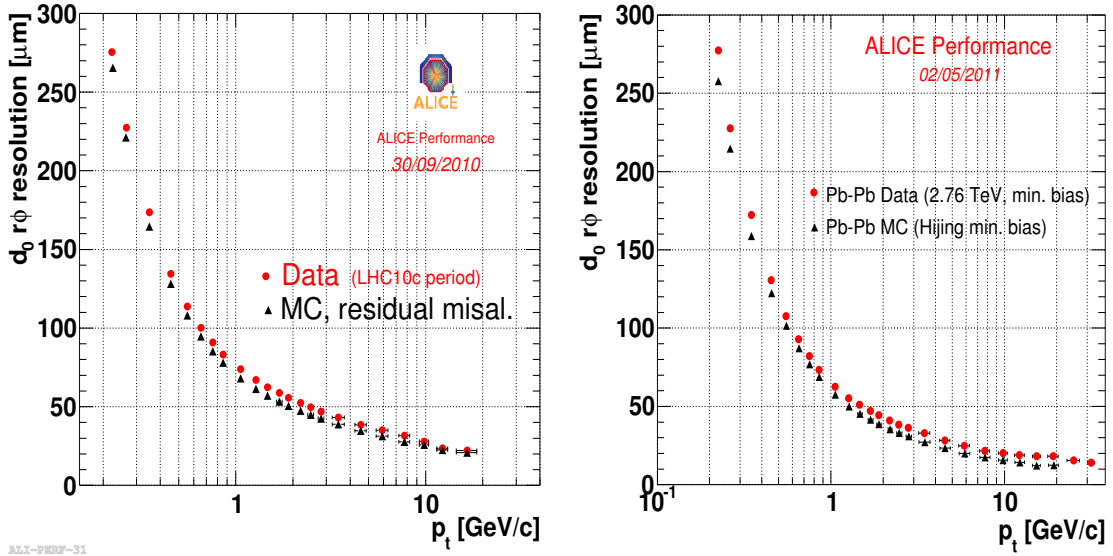 d₀ rϕ resolution [μm]
300
250
200
150
100
50
0
1
10
pₜ [GeV/c]
ALICE
ALICE Performance
30/09/2010
Data (LHC10c period)
MC, residual misal.
ALI-PERF-31
d₀ rϕ resolution [μm]
300
250
200
150
100
50
0
10⁻¹
1
10
pₜ [GeV/c]
ALICE Performance
02/05/2011
Pb-Pb Data (2.76 TeV, min. bias)
Pb-Pb MC (Hijing min. bias)